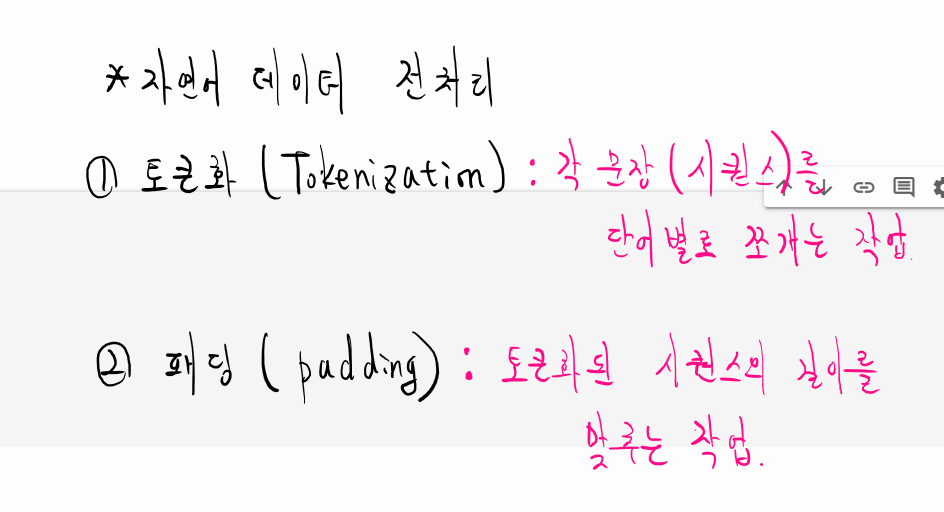 * 자연어 데이터 전처리
① 토큰화 (Tokenization) : 각 문장(시퀀스)를
단어별로 쪼개는 작업.
② 패딩 (padding) : 토큰화된 시퀀스의 길이를
맞추는 작업.